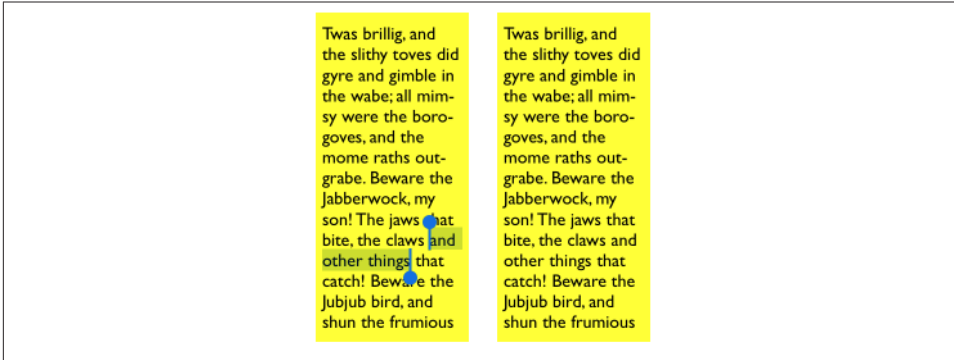 Twas brillig, and
the slithy toves did
gyre and gimble in
the wabe; all mim-
sy were the boro-
goves, and the
mome raths out-
grabe. Beware the
Jabberwock, my
son! The jaws that
bite, the claws and
other things that
catch! Beware the
Jubjub bird, and
shun the frumious
Twas brillig, and
the slithy toves did
gyre and gimble in
the wabe; all mim-
sy were the boro-
goves, and the
mome raths out-
grabe. Beware the
Jabberwock, my
son! The jaws that
bite, the claws and
other things that
catch! Beware the
Jubjub bird, and
shun the frumious